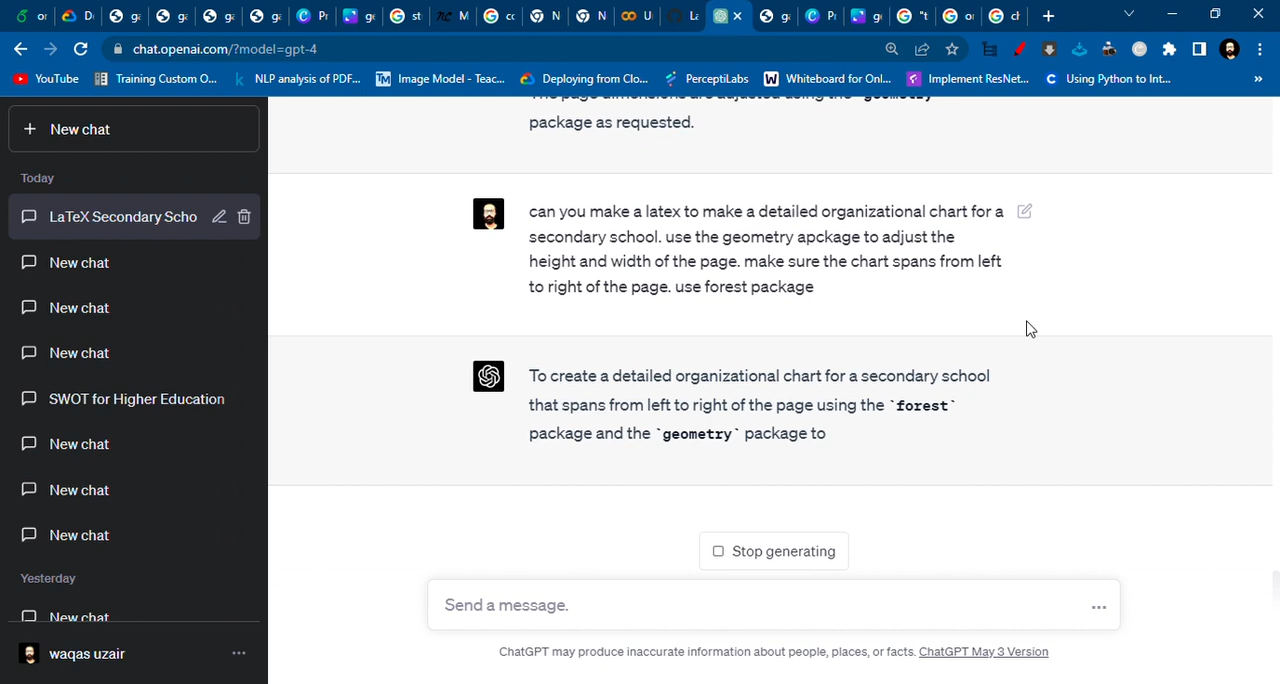 chat.openai.com/?model=gpt-4
YouTube
Training Custom O...
NLP analysis of PDF...
Image Model - Teac...
Deploying from Clo...
PerceptiLabs
Whiteboard for Onl...
Implement ResNet...
Using Python to Int...
New chat
Today
LaTeX Secondary Scho
New chat
New chat
New chat
SWOT for Higher Education
New chat
New chat
New chat
Yesterday
New chat
waqas uzair
package as requested.
can you make a latex to make a detailed organizational chart for a
secondary school. use the geometry apckage to adjust the
height and width of the page. make sure the chart spans from left
to right of the page. use forest package
To create a detailed organizational chart for a secondary school
that spans from left to right of the page using the `forest`
package and the `geometry` package to
Stop generating
Send a message.
ChatGPT may produce inaccurate information about people, places, or facts. ChatGPT May 3 Version